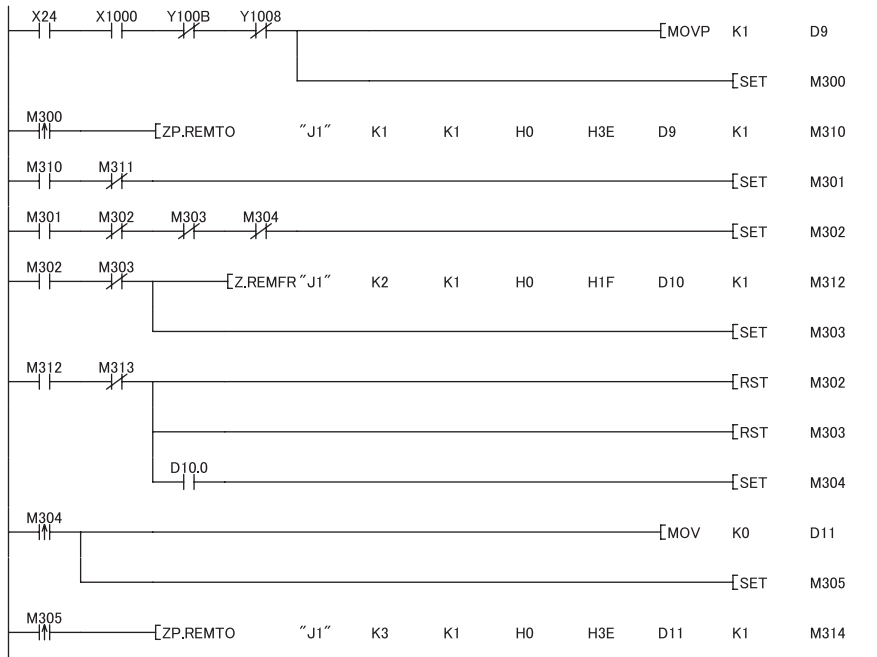 X24 X1000 Y100B Y1008
[MOVP K1 D9
[SET M300
M300
[ZP.REMTO "J1" K1 K1 H0 H3E D9 K1 M310
M310 M311
[SET M301
M301 M302 M303 M304
[SET M302
M302 M303
[Z.REMFR "J1" K2 K1 H0 H1F D10 K1 M312
[SET M303
M312 M313
[RST M302
[RST M303
D10.0
[SET M304
M304
[MOV K0 D11
[SET M305
M305
[ZP.REMTO "J1" K3 K1 H0 H3E D11 K1 M314